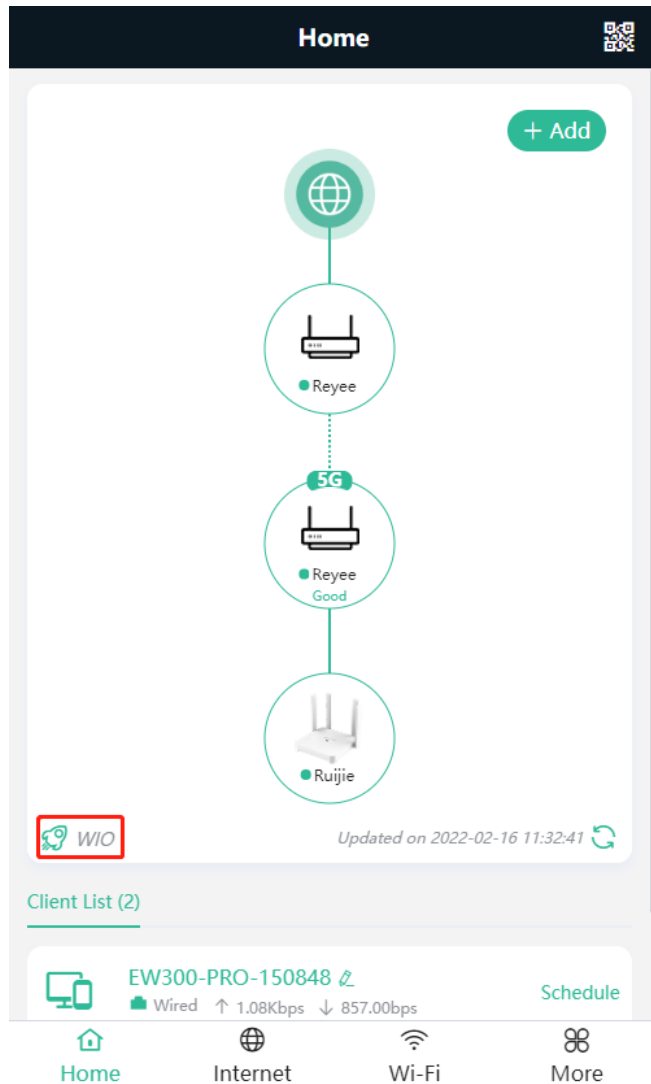 Home
+ Add
Reyee
5G
Reyee
Good
Ruijie
WIO
Updated on 2022-02-16 11:32:41
Client List (2)
EW300-PRO-150848
Wired ↑ 1.08Kbps ↓ 857.00bps
Schedule
Home Internet Wi-Fi More